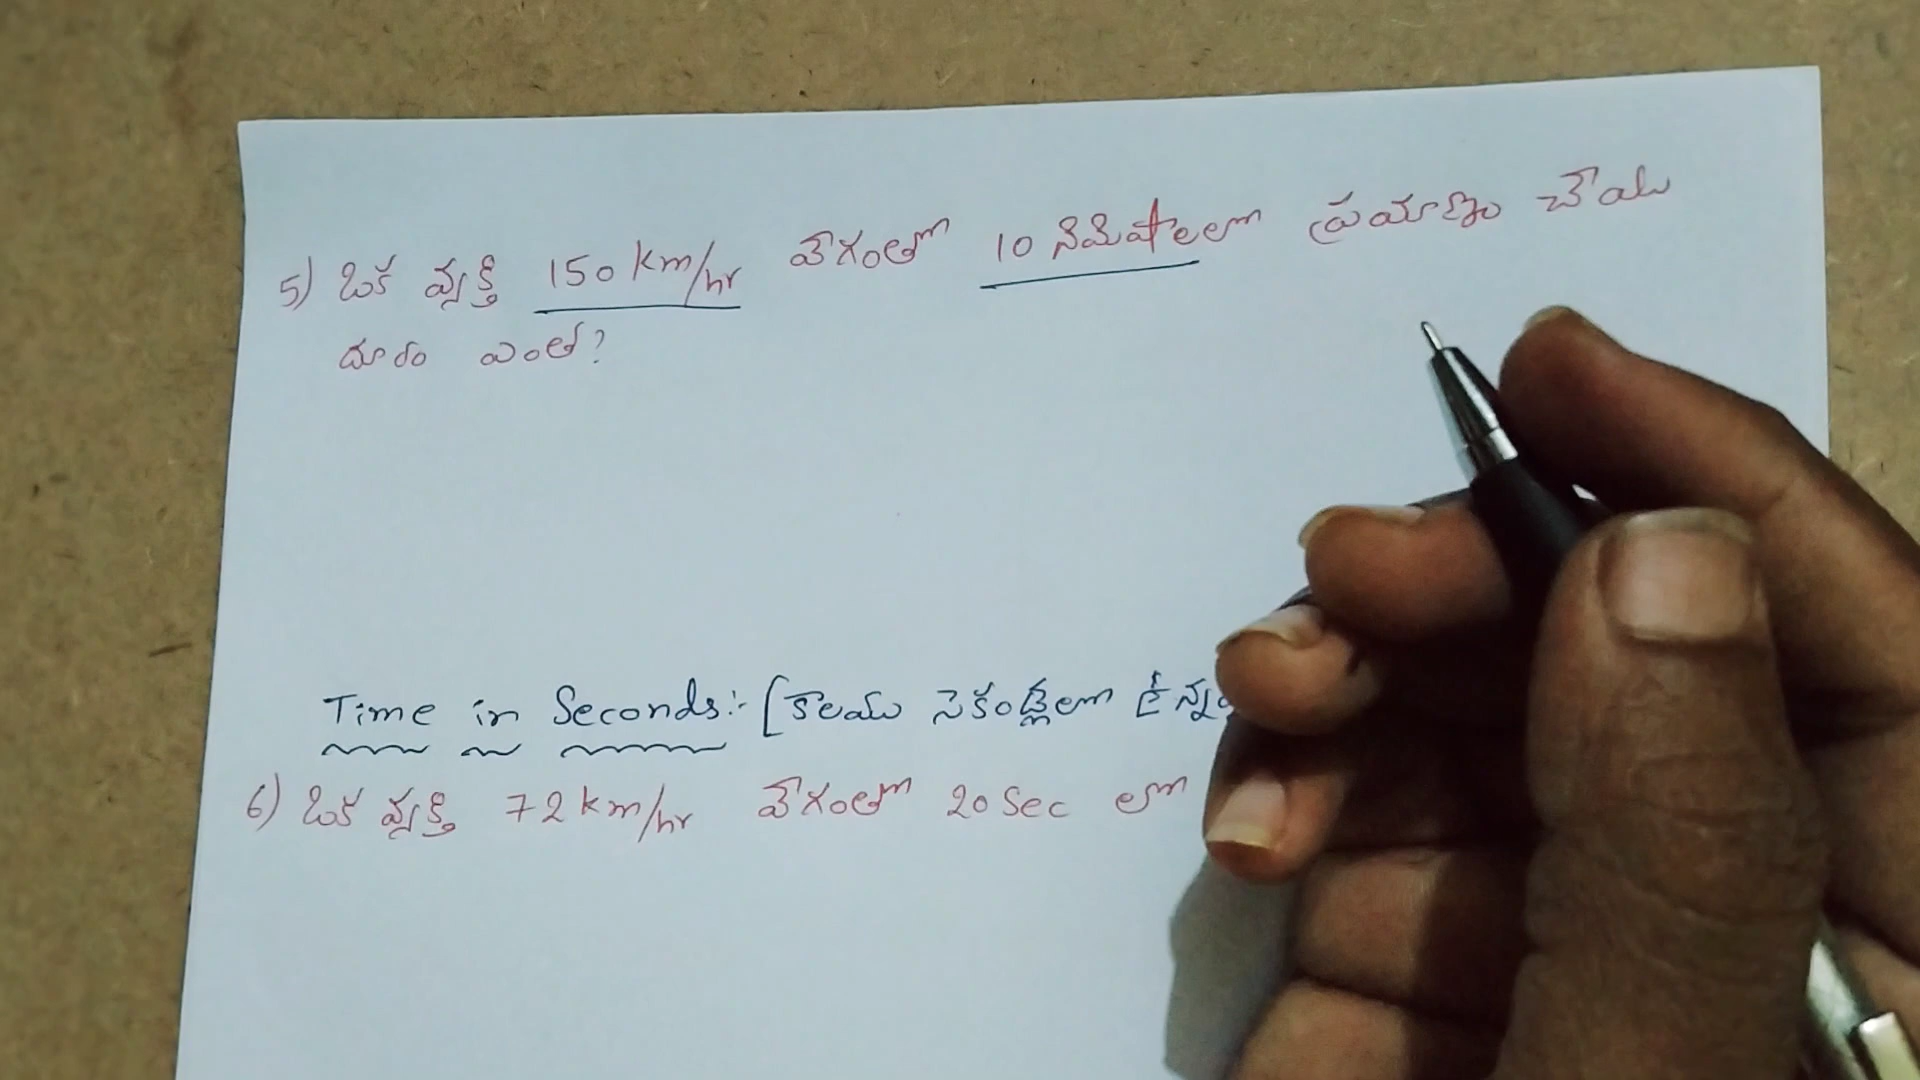 5) ఒక వ్యక్తి 150 km/hr వేగంతో 10 నిమిషాలలో ప్రయాణం చేయు
దూరం ఎంత?
Time in Seconds:- [కాలము సెకండ్లలో
6) ఒక వ్యక్తి 72 km/hr వేగంతో 20 Sec లో